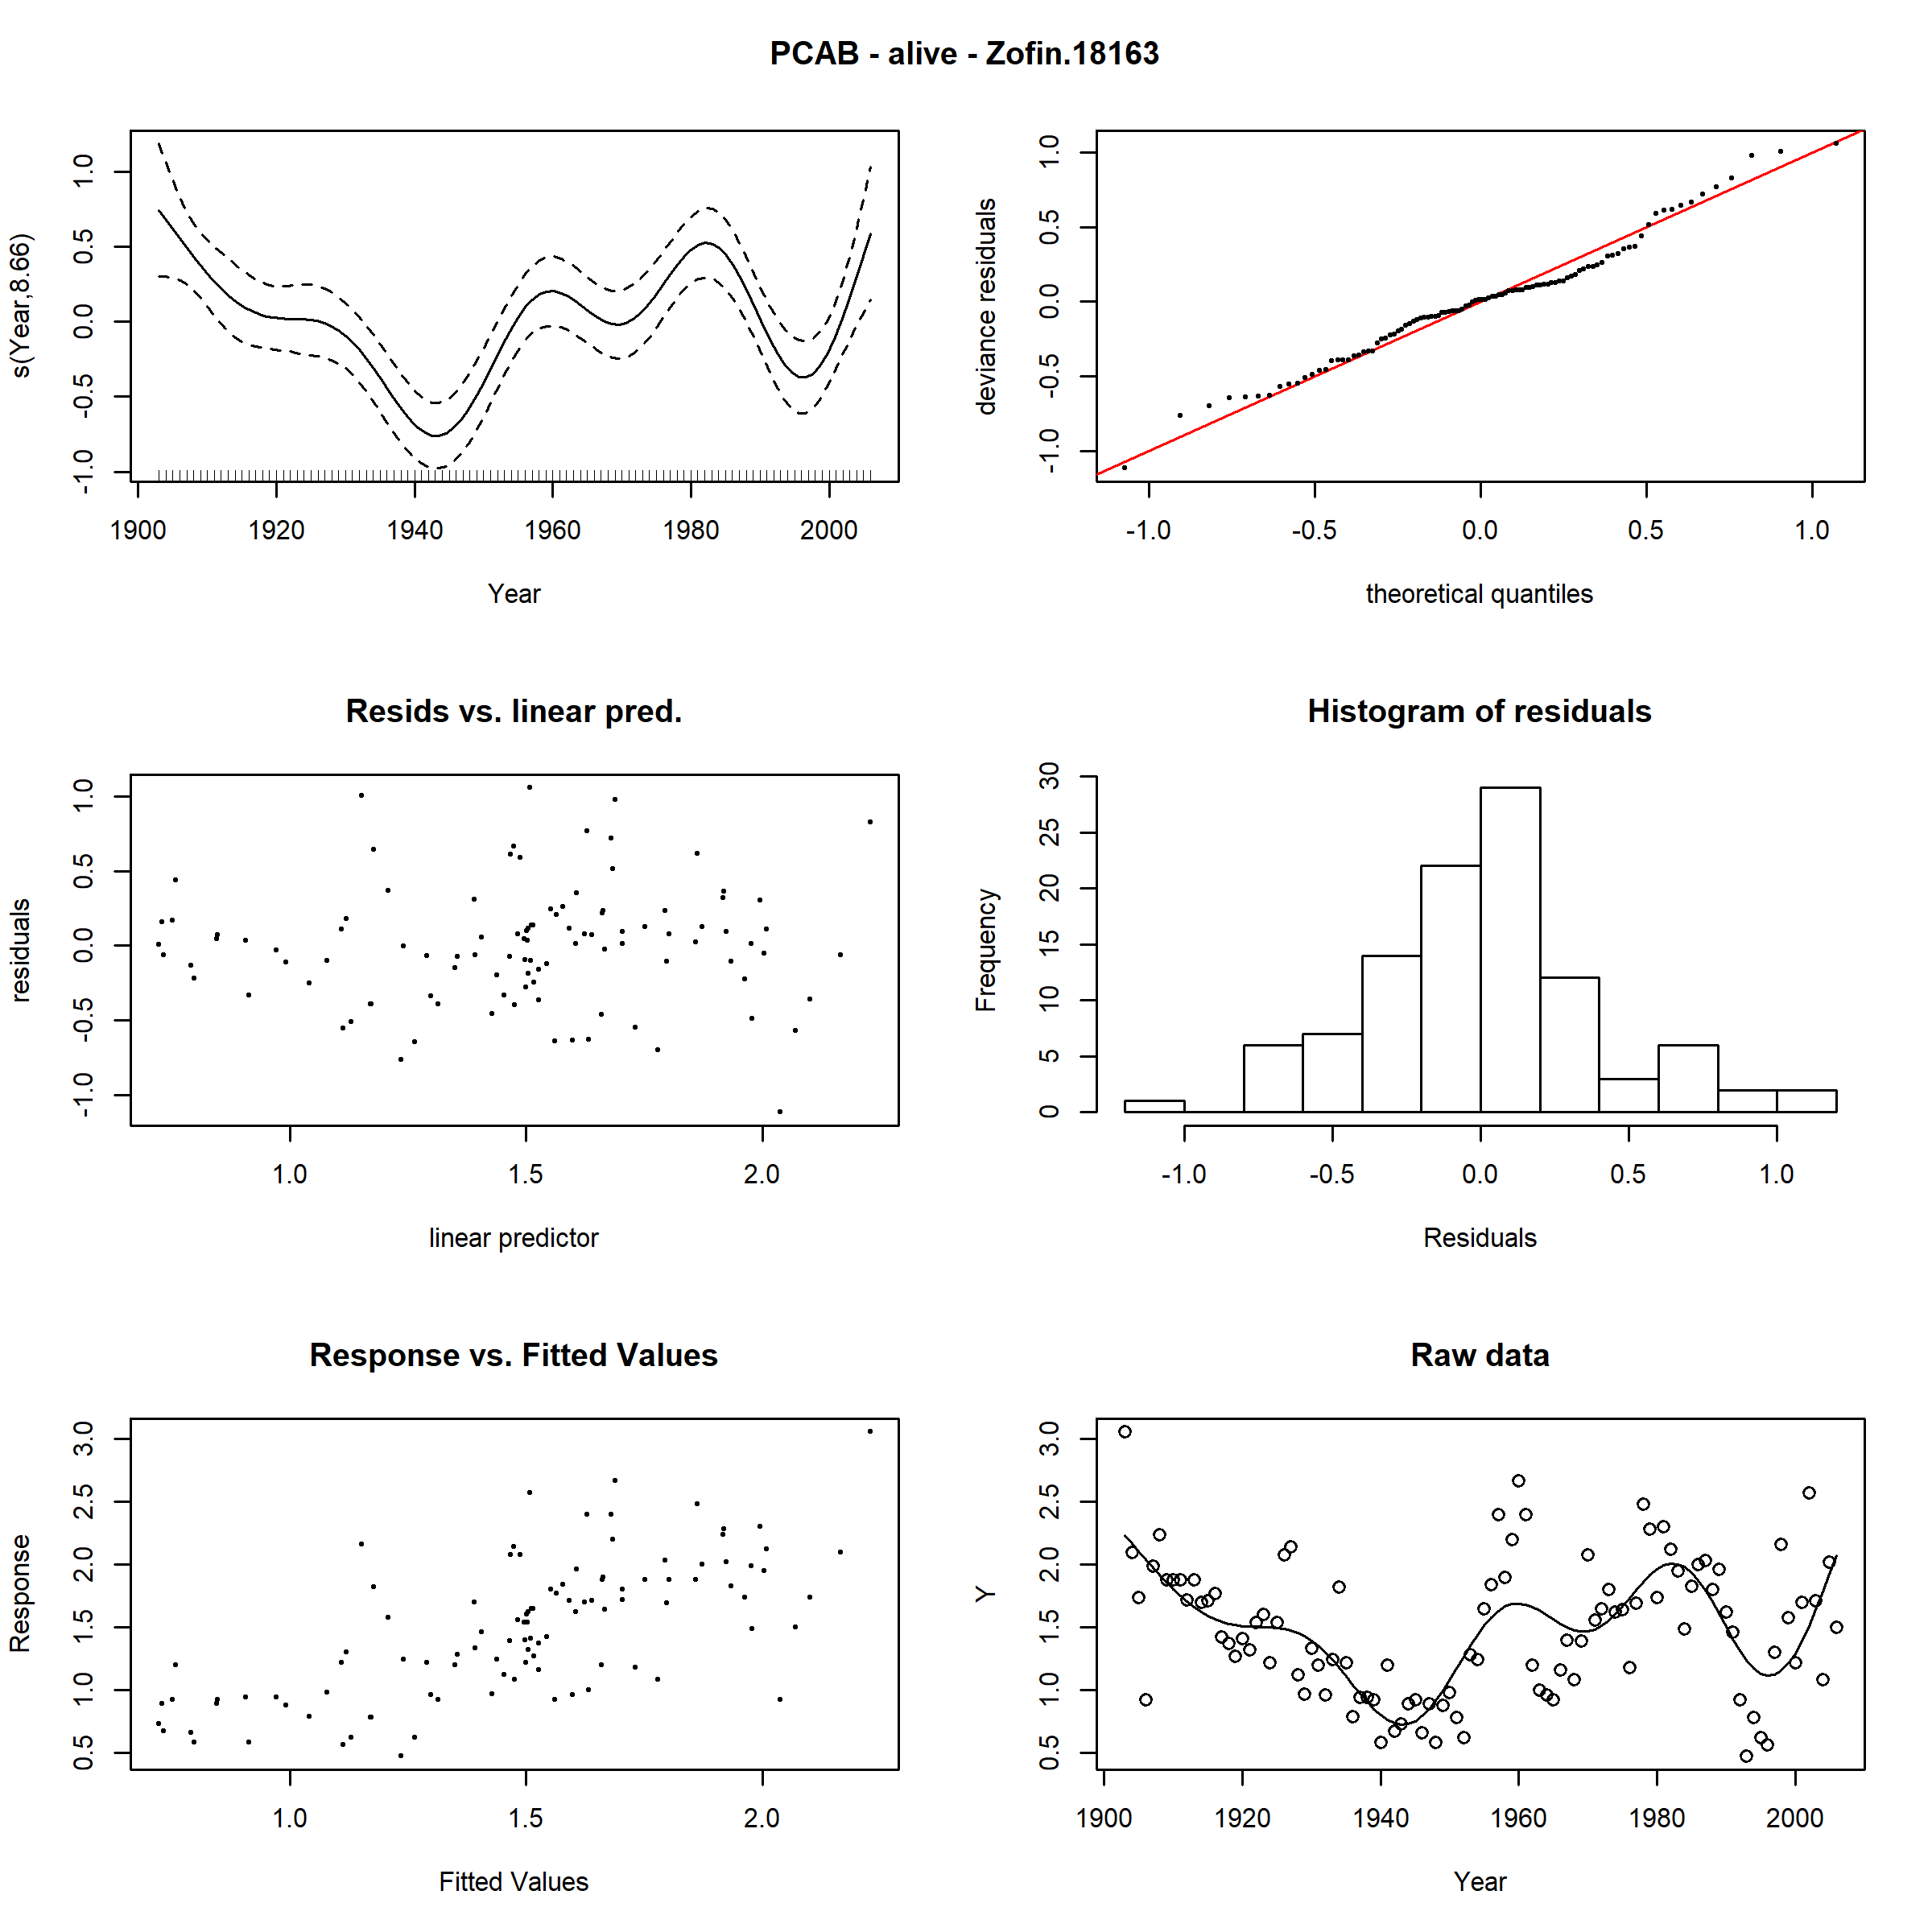 PCAB - alive - Zofin.18163
s(Year,8.66)
-1.0 -0.5 0.0 0.5 1.0
1900 1920 1940 1960 1980 2000
Year
deviance residuals
-1.0 -0.5 0.0 0.5 1.0
-1.0 -0.5 0.0 0.5 1.0
theoretical quantiles
Resids vs. linear pred.
residuals
-1.0 -0.5 0.0 0.5 1.0
1.0 1.5 2.0
linear predictor
Histogram of residuals
Frequency
0 5 10 15 20 25 30
-1.0 -0.5 0.0 0.5 1.0
Residuals
Response vs. Fitted Values
Response
0.5 1.0 1.5 2.0 2.5 3.0
1.0 1.5 2.0
Fitted Values
Raw data
Y
0.5 1.0 1.5 2.0 2.5 3.0
1900 1920 1940 1960 1980 2000
Year